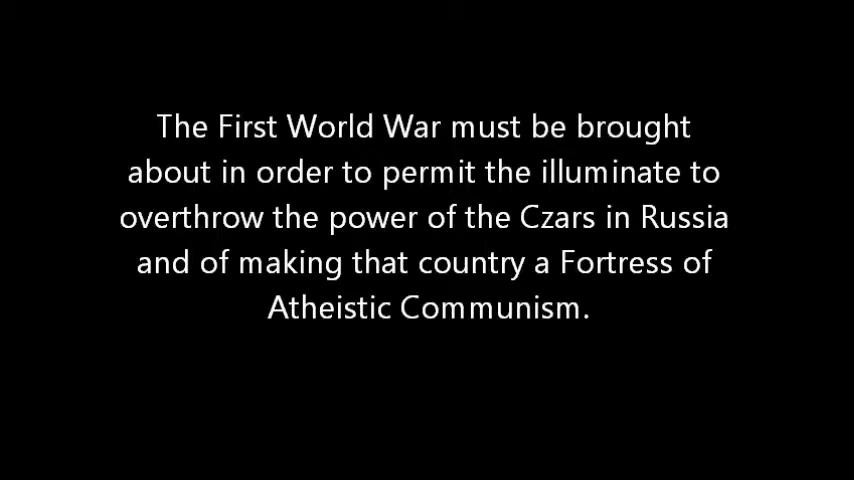 The First World War must be brought
about in order to permit the illuminate to
overthrow the power of the Czars in Russia
and of making that country a Fortress of
Atheistic Communism.